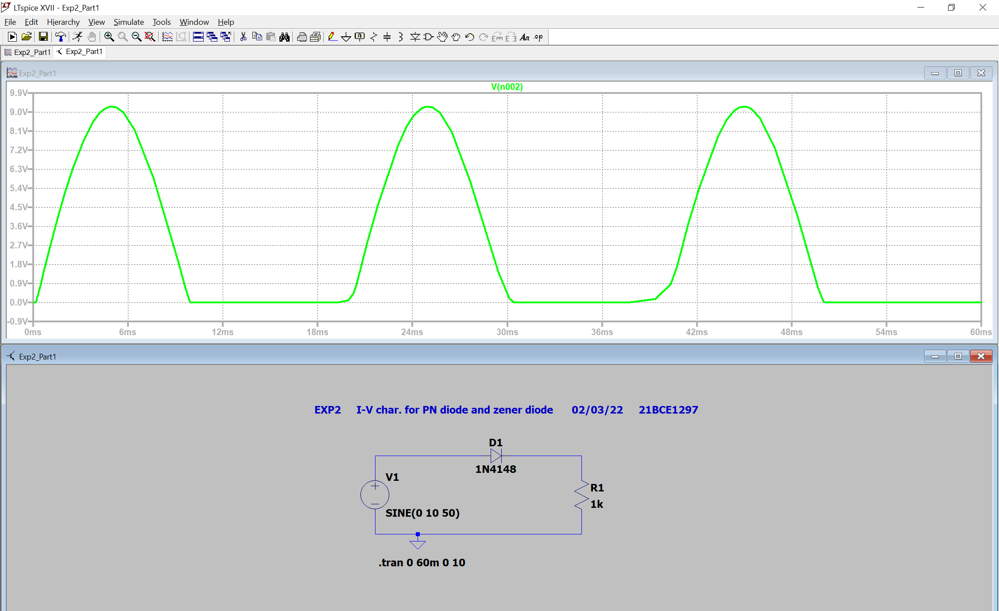 LTspice XVII - Exp2_Part1
File Edit Hierarchy View Simulate Tools Window Help
Exp2_Part1 Exp2_Part1
Exp2_Part1
V(n002)
9.9V
9.0V
8.1V
7.2V
6.3V
5.4V
4.5V
3.6V
2.7V
1.8V
0.9V
0.0V
-0.9V
0ms 6ms 12ms 18ms 24ms 30ms 36ms 42ms 48ms 54ms 60ms
Exp2_Part1
EXP2 I-V char. for PN diode and zener diode 02/03/22 21BCE1297
D1
1N4148
V1
R1
1k
SINE(0 10 50)
.tran 0 60m 0 10